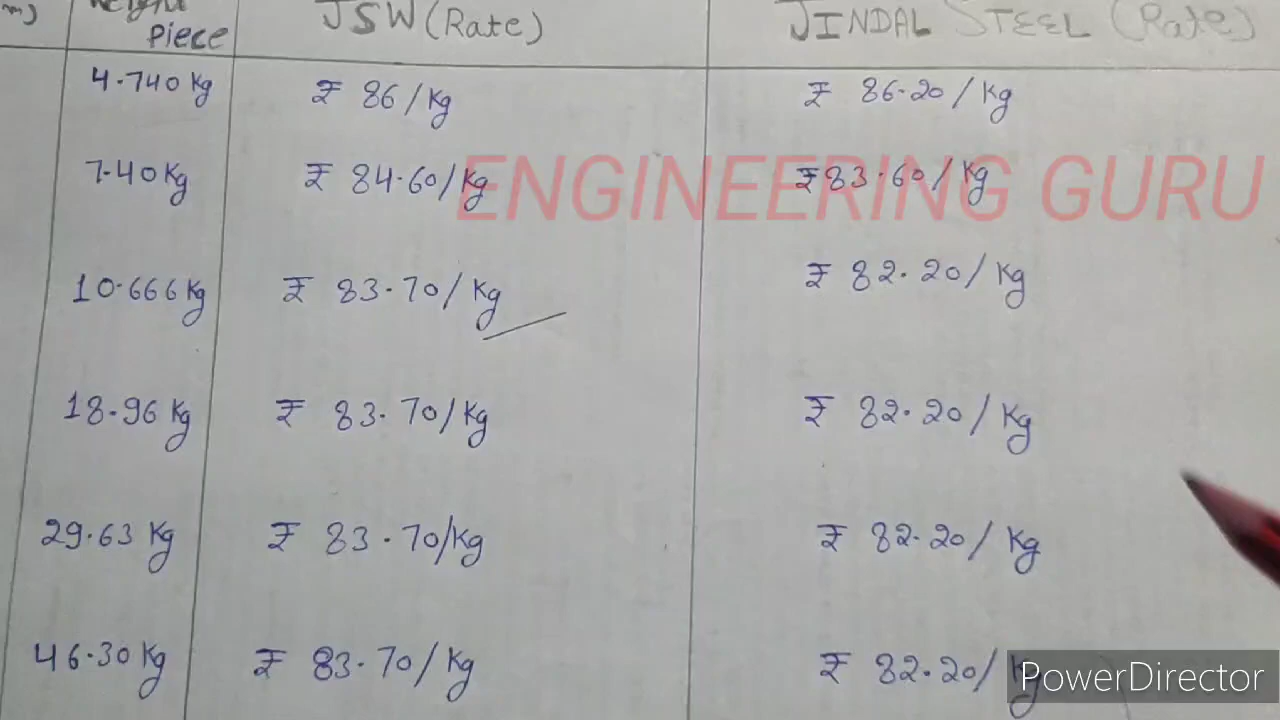 m) Weight Piece JSW (Rate) JINDAL STEEL (Rate)
4.740 Kg ₹ 86/Kg ₹ 86.20/Kg
7.40 Kg ₹ 84.60/Kg ₹ 83.60/Kg
ENGINEERING GURU
10.666 Kg ₹ 83.70/Kg ₹ 82.20/Kg
18.96 Kg ₹ 83.70/Kg ₹ 82.20/Kg
29.63 Kg ₹ 83.70/Kg ₹ 82.20/Kg
46.30 Kg ₹ 83.70/Kg ₹ 82.20/Kg
PowerDirector